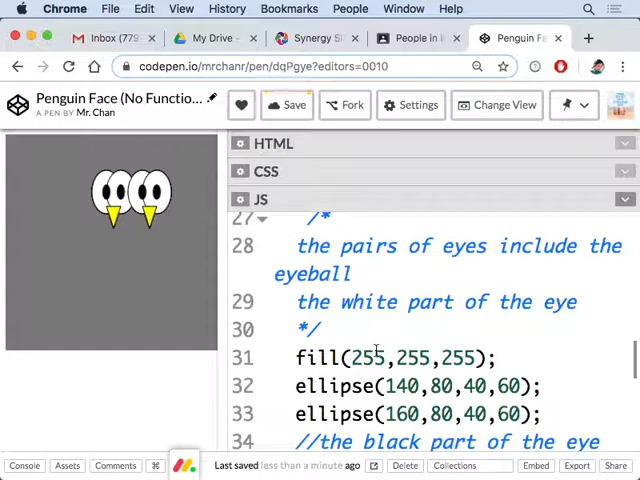 Chrome File Edit View History Bookmarks People Window Help
Inbox (779 My Drive - Synergy S People in Penguin Fa
codepen.io/mrchanr/pen/dqPgye?editors=0010
Penguin Face (No Functio...
A PEN BY Mr. Chan
Save Fork Settings Change View
HTML
CSS
JS
27 /*
28 the pairs of eyes include the
eyeball
29 the white part of the eye
30 */
31 fill(255,255,255);
32 ellipse(140,80,40,60);
33 ellipse(160,80,40,60);
34 //the black part of the eye
Console Assets Comments ⌘ Last saved less than a minute ago Delete Collections Embed Export Share